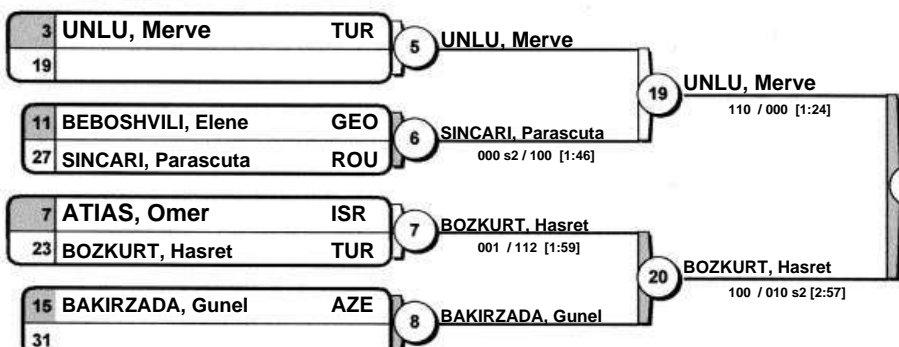 3 UNLU, Merve TUR
19
5 UNLU, Merve
11 BEBOSHVILI, Elene GEO
27 SINCARI, Parascuta ROU
6 SINCARI, Parascuta
000 s2 / 100 [1:46]
19 UNLU, Merve
110 / 000 [1:24]
7 ATIAS, Omer ISR
23 BOZKURT, Hasret TUR
7 BOZKURT, Hasret
001 / 112 [1:59]
15 BAKIRZADA, Gunel AZE
31
8 BAKIRZADA, Gunel
20 BOZKURT, Hasret
100 / 010 s2 [2:57]